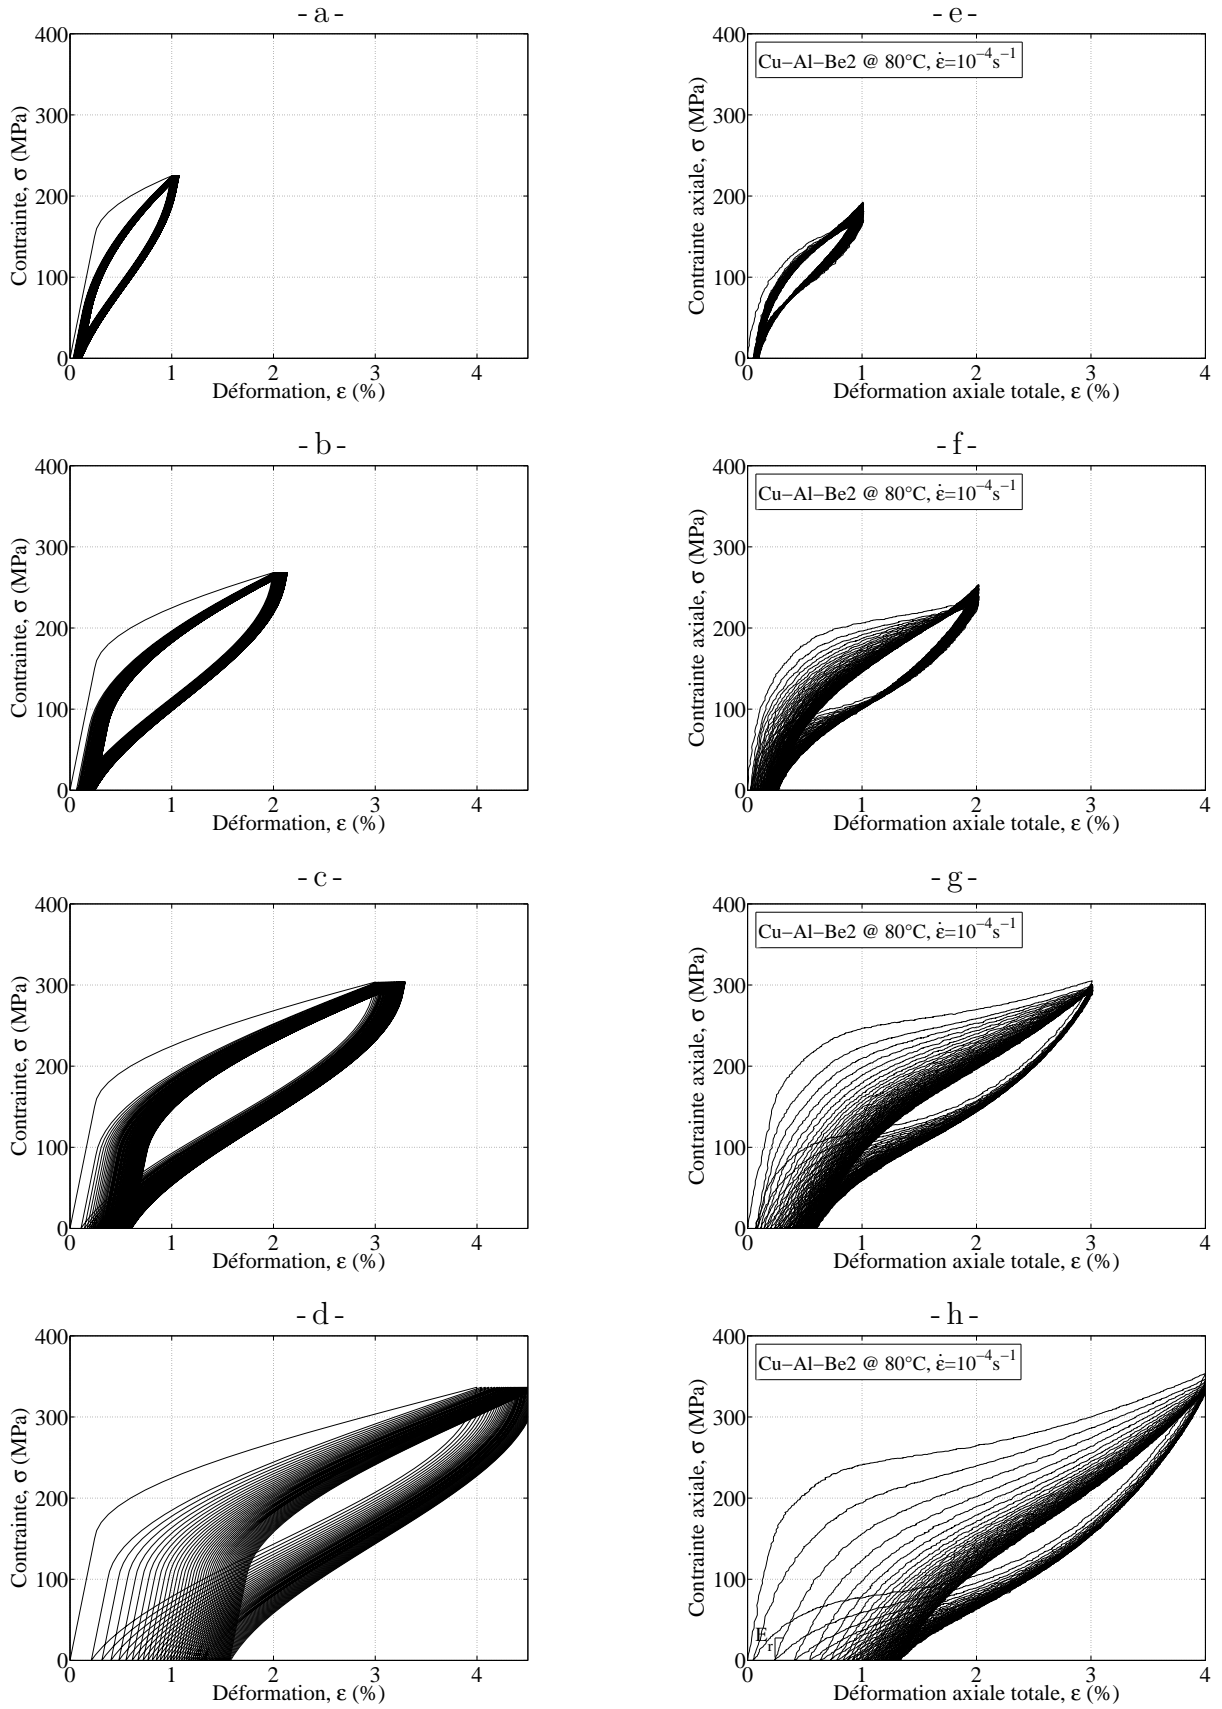 - a -
Contrainte, σ (MPa)
400
300
200
100
0
0 1 2 3 4
Déformation, ε (%)
- e -
Cu−Al−Be2 @ 80°C, ε̇=10⁻⁴s⁻¹
Contrainte axiale, σ (MPa)
400
300
200
100
0
0 1 2 3 4
Déformation axiale totale, ε (%)
- b -
Contrainte, σ (MPa)
400
300
200
100
0
0 1 2 3 4
Déformation, ε (%)
- f -
Cu−Al−Be2 @ 80°C, ε̇=10⁻⁴s⁻¹
Contrainte axiale, σ (MPa)
400
300
200
100
0
0 1 2 3 4
Déformation axiale totale, ε (%)
- c -
Contrainte, σ (MPa)
400
300
200
100
0
0 1 2 3 4
Déformation, ε (%)
- g -
Cu−Al−Be2 @ 80°C, ε̇=10⁻⁴s⁻¹
Contrainte axiale, σ (MPa)
400
300
200
100
0
0 1 2 3 4
Déformation axiale totale, ε (%)
- d -
Contrainte, σ (MPa)
400
300
200
100
0
0 1 2 3 4
Déformation, ε (%)
- h -
Cu−Al−Be2 @ 80°C, ε̇=10⁻⁴s⁻¹
Contrainte axiale, σ (MPa)
400
300
200
100
0
E_r
0 1 2 3 4
Déformation axiale totale, ε (%)